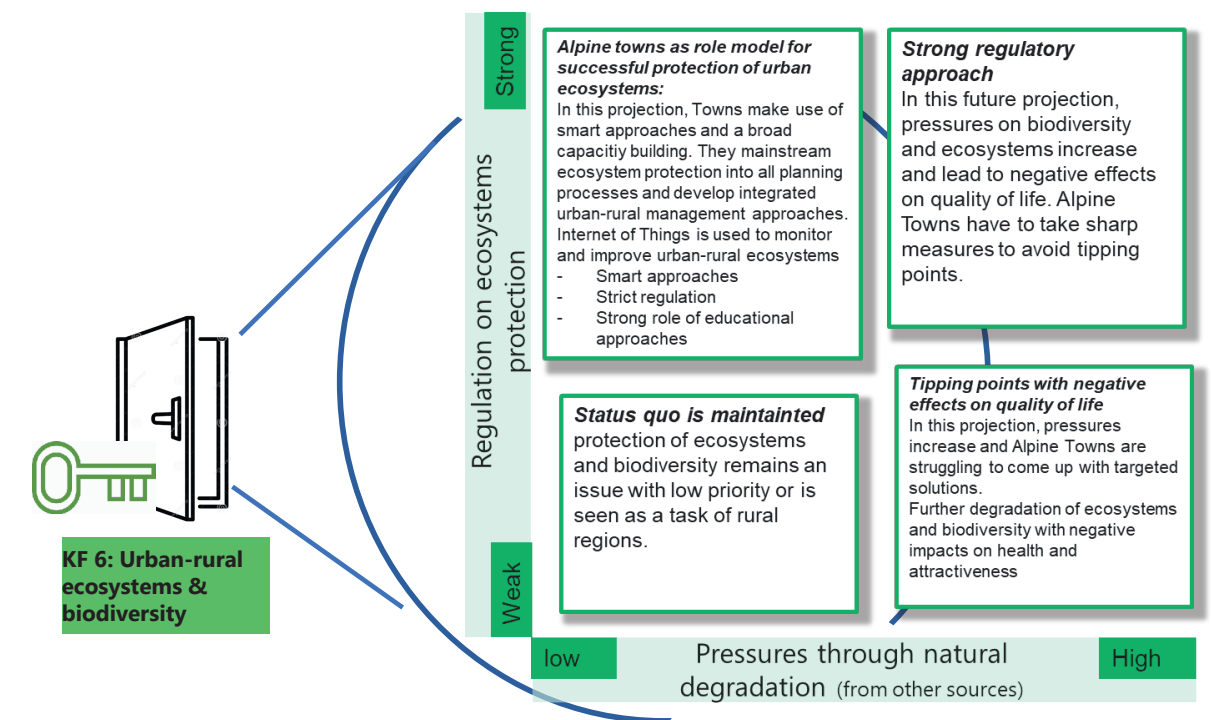 Strong
Regulation on ecosystems
protection
Weak
Alpine towns as role model for
successful protection of urban
ecosystems:
In this projection, Towns make use of
smart approaches and a broad
capacitiy building. They mainstream
ecosystem protection into all planning
processes and develop integrated
urban-rural management approaches.
Internet of Things is used to monitor
and improve urban-rural ecosystems
- Smart approaches
- Strict regulation
- Strong role of educational
approaches
Strong regulatory
approach
In this future projection,
pressures on biodiversity
and ecosystems increase
and lead to negative effects
on quality of life. Alpine
Towns have to take sharp
measures to avoid tipping
points.
Status quo is maintainted
protection of ecosystems
and biodiversity remains an
issue with low priority or is
seen as a task of rural
regions.
Tipping points with negative
effects on quality of life
In this projection, pressures
increase and Alpine Towns are
struggling to come up with targeted
solutions.
Further degradation of ecosystems
and biodiversity with negative
impacts on health and
attractiveness
KF 6: Urban-rural
ecosystems &
biodiversity
low
Pressures through natural
degradation (from other sources)
High